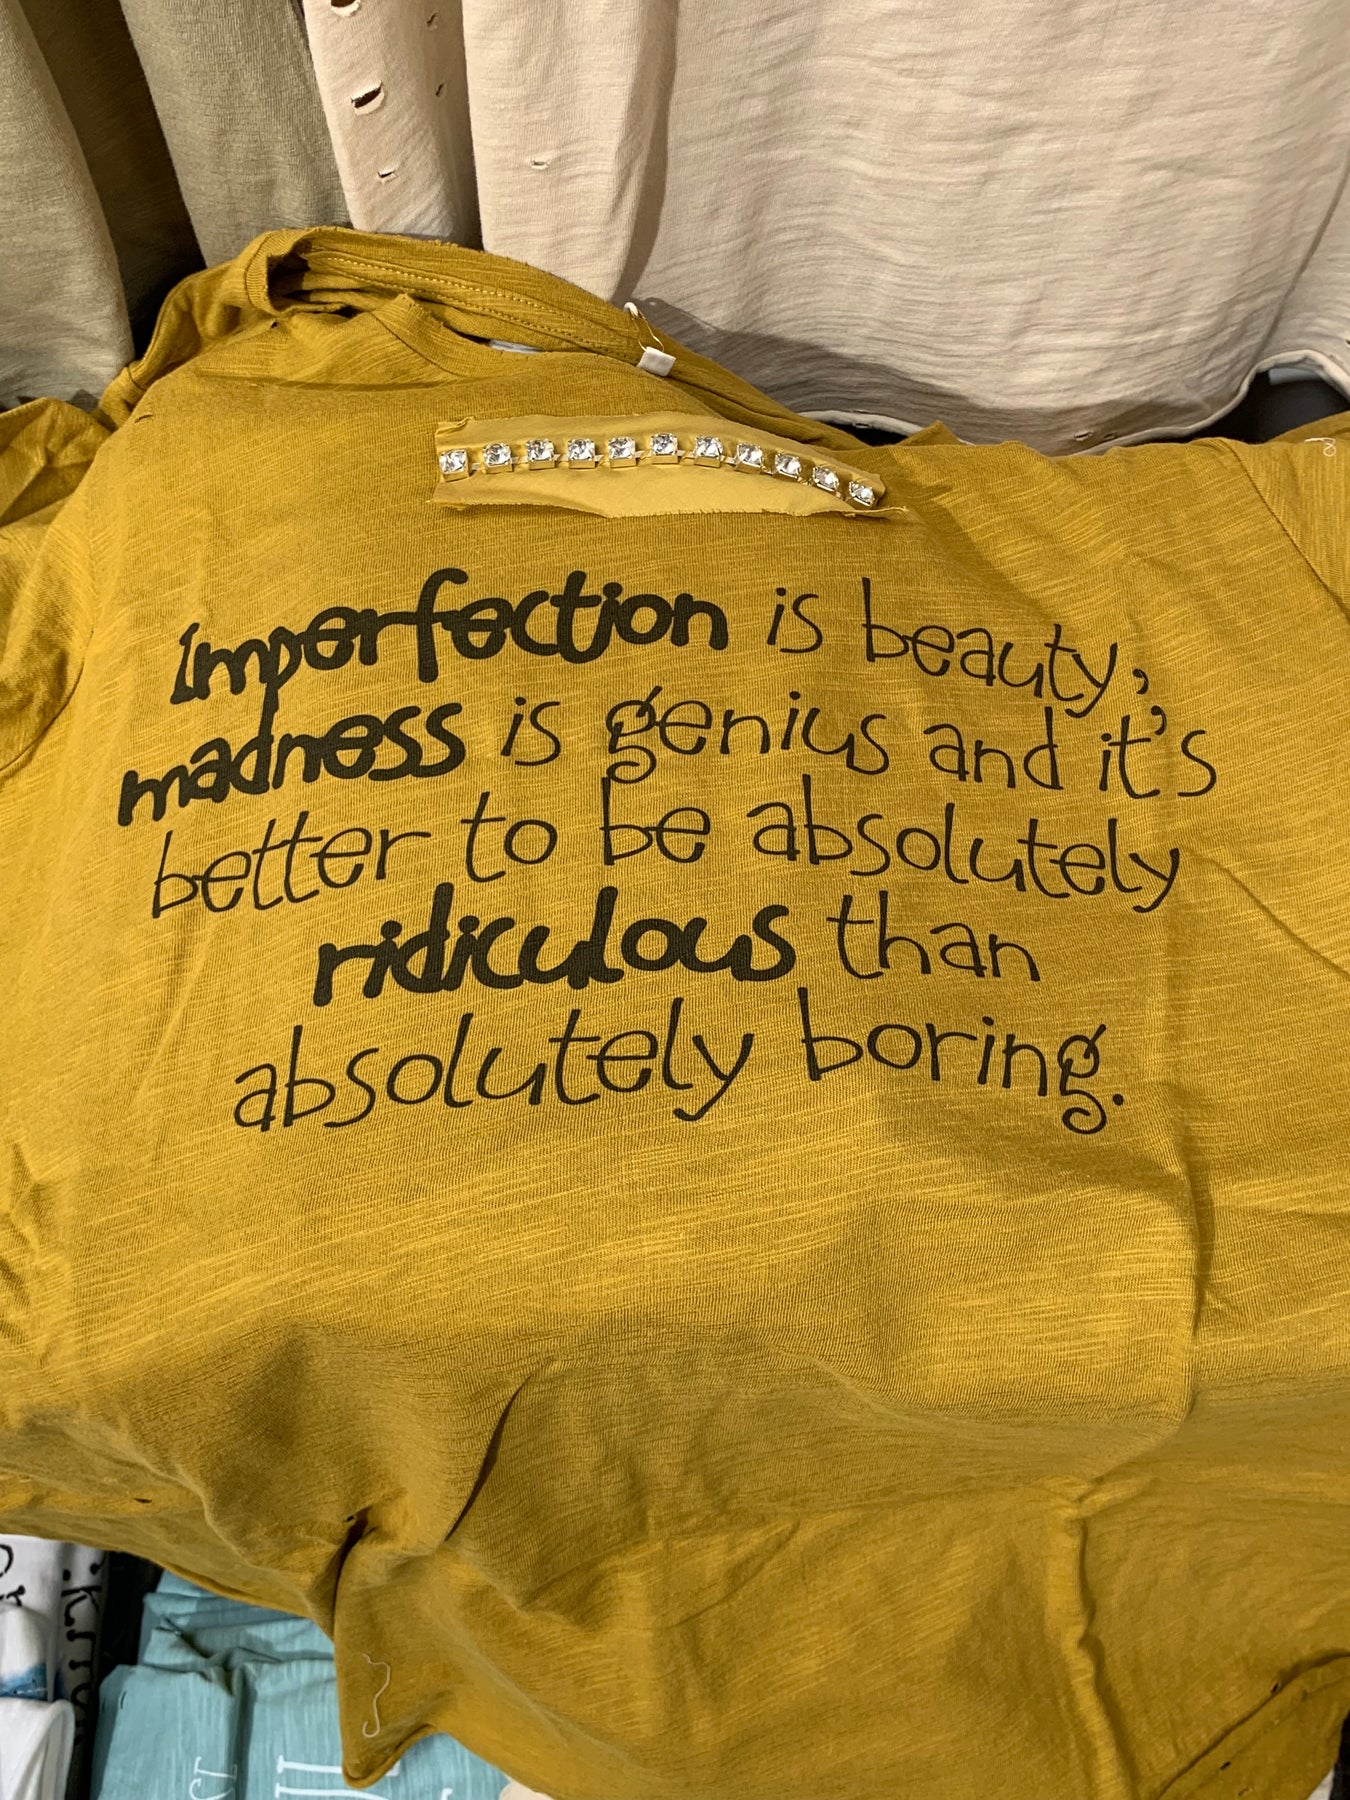 Imperfection is beauty,
madness is genius and it's
better to be absolutely
ridiculous than
absolutely boring.